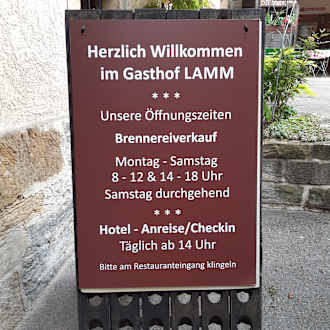 Herzlich Willkommen
im Gasthof LAMM
* * *
Unsere Öffnungszeiten
Brennereiverkauf
Montag - Samstag
8 - 12 & 14 - 18 Uhr
Samstag durchgehend
* * *
Hotel - Anreise/Checkin
Täglich ab 14 Uhr
Bitte am Restauranteingang klingeln